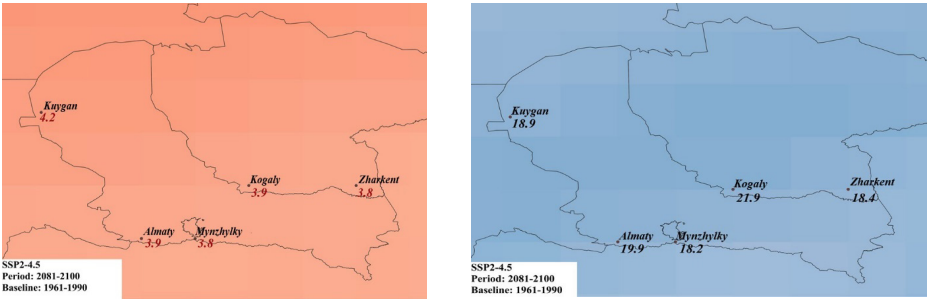 Kuygan
4.2
Kogaly
3.9
Zharkent
3.8
Almaty
3.9
Mynzhylky
3.8
SSP2-4.5
Period: 2081-2100
Baseline: 1961-1990
Kuygan
18.9
Kogaly
21.9
Zharkent
18.4
Almaty
19.9
Mynzhylky
18.2
SSP2-4.5
Period: 2081-2100
Baseline: 1961-1990